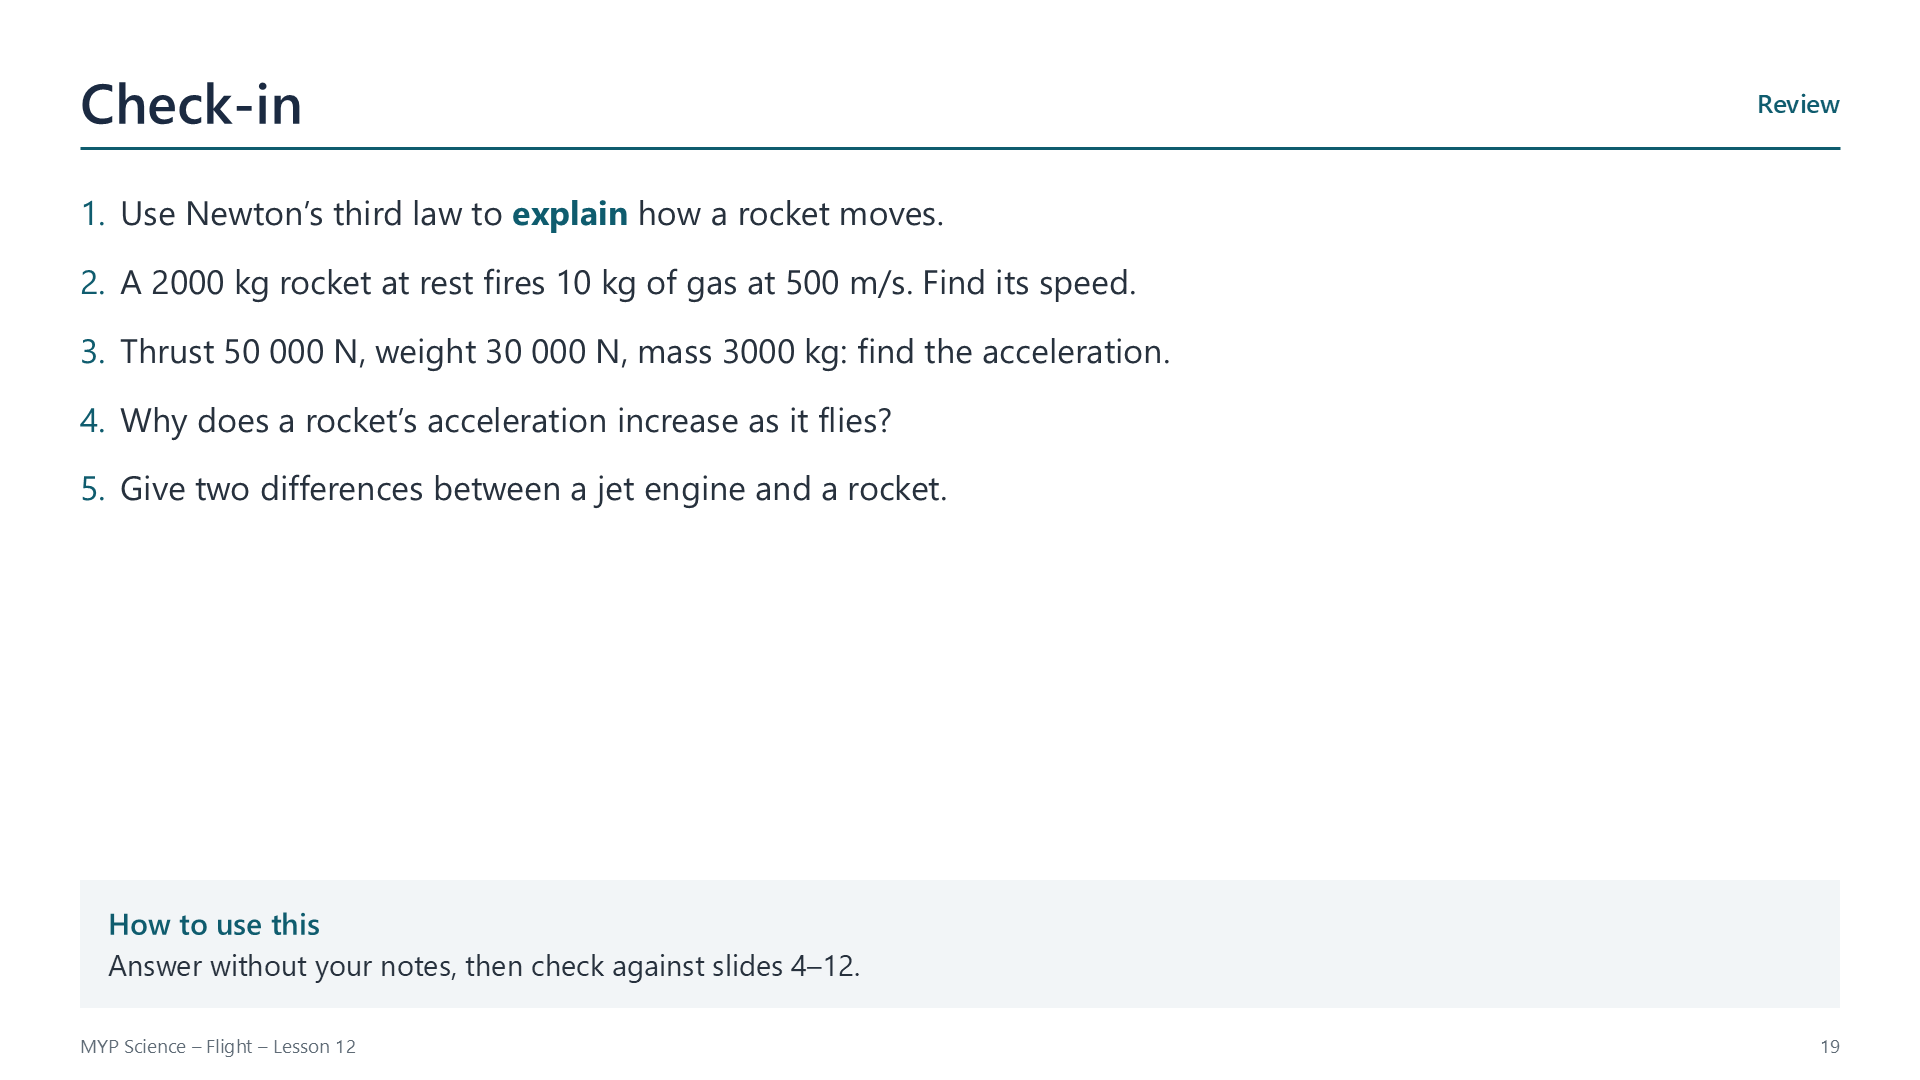 Check-in
Review
1. Use Newton’s third law to explain how a rocket moves.
2. A 2000 kg rocket at rest fires 10 kg of gas at 500 m/s. Find its speed.
3. Thrust 50 000 N, weight 30 000 N, mass 3000 kg: find the acceleration.
4. Why does a rocket’s acceleration increase as it flies?
5. Give two differences between a jet engine and a rocket.
How to use this
Answer without your notes, then check against slides 4–12.
MYP Science – Flight – Lesson 12
19